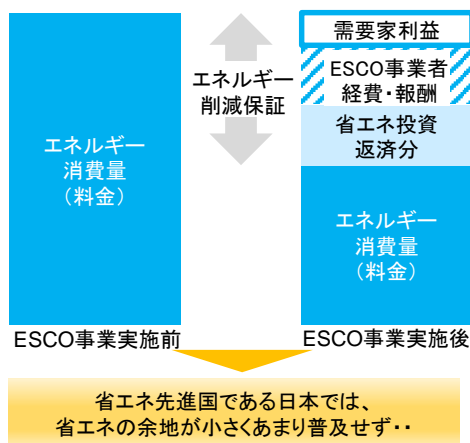 エネルギー
消費量
（料金）
ESCO事業実施前
エネルギー
削減保証
需要家利益
ESCO事業者
経費・報酬
省エネ投資
返済分
エネルギー
消費量
（料金）
ESCO事業実施後
省エネ先進国である日本では、
省エネの余地が小さくあまり普及せず・・